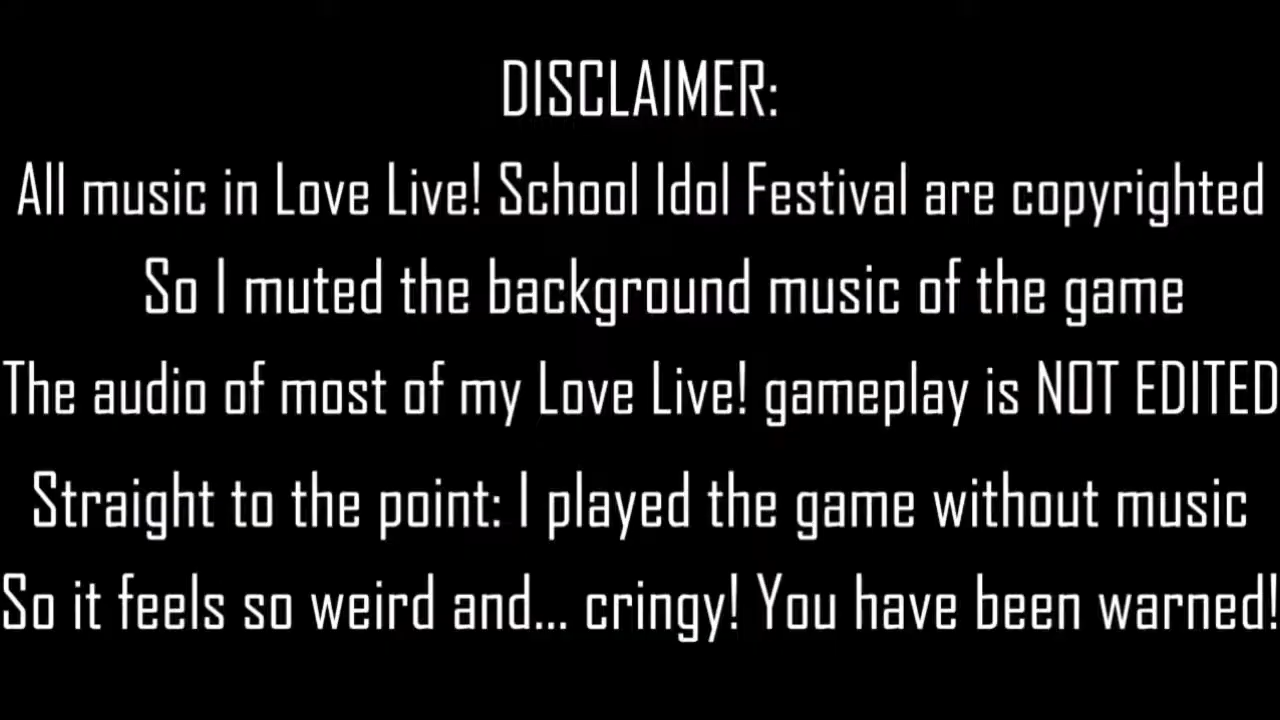 DISCLAIMER:
All music in Love Live! School Idol Festival are copyrighted
So I muted the background music of the game
The audio of most of my Love Live! gameplay is NOT EDITED
Straight to the point: I played the game without music
So it feels so weird and... cringy! You have been warned!